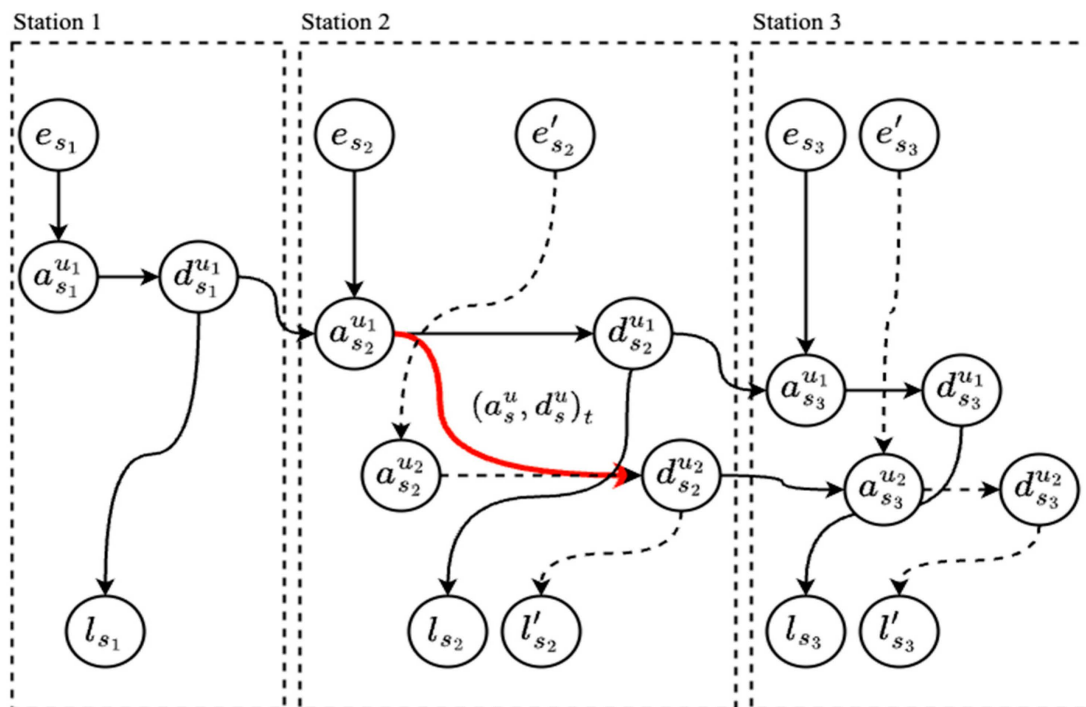 Station 1 Station 2 Station 3
e_{s_1} e_{s_2} e'_{s_2} e_{s_3} e'_{s_3}
a^{u_1}_{s_1} d^{u_1}_{s_1}
a^{u_1}_{s_2} d^{u_1}_{s_2}
a^{u_1}_{s_3} d^{u_1}_{s_3}
(a^u_s, d^u_s)_t
a^{u_2}_{s_2} d^{u_2}_{s_2} a^{u_2}_{s_3} d^{u_2}_{s_3}
l_{s_1} l_{s_2} l'_{s_2} l_{s_3} l'_{s_3}